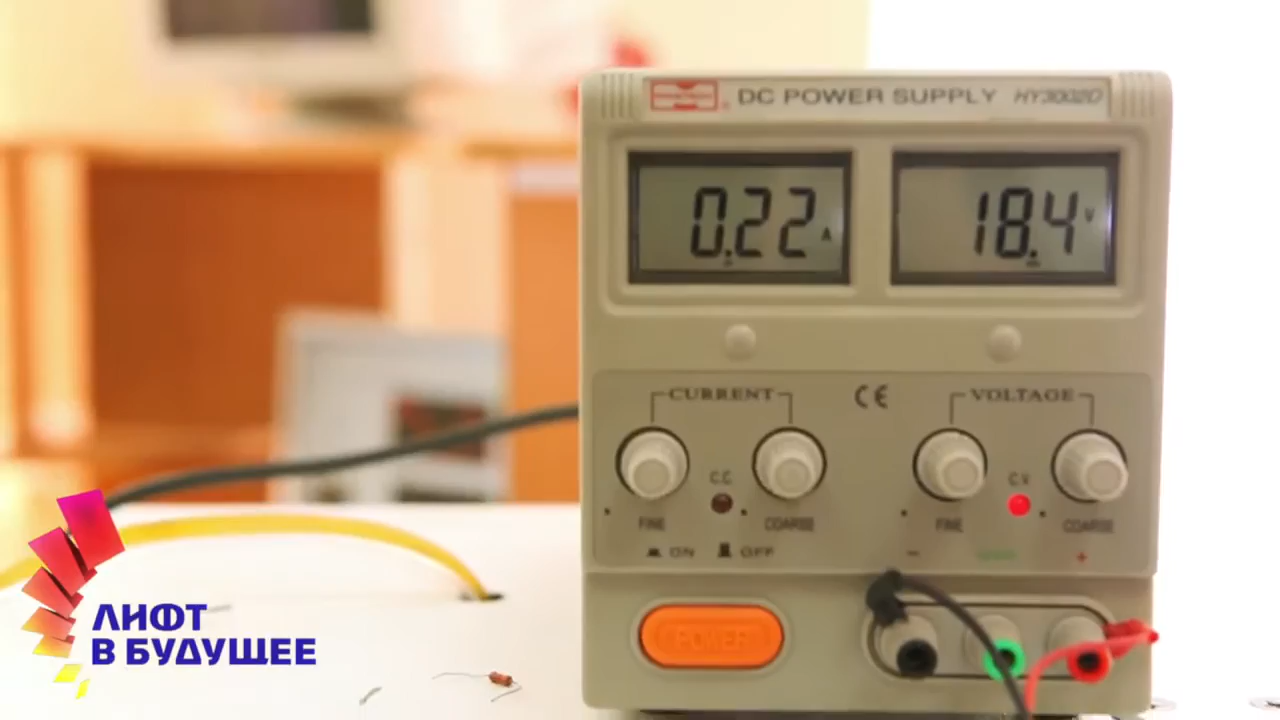 DC POWER SUPPLY HY3002D
0.22 A
18.4 V
CURRENT
CE
VOLTAGE
C.C.
C.V.
FINE
COARSE
FINE
COARSE
ON OFF
- +
POWER
ЛИФТ
В БУДУЩЕЕ